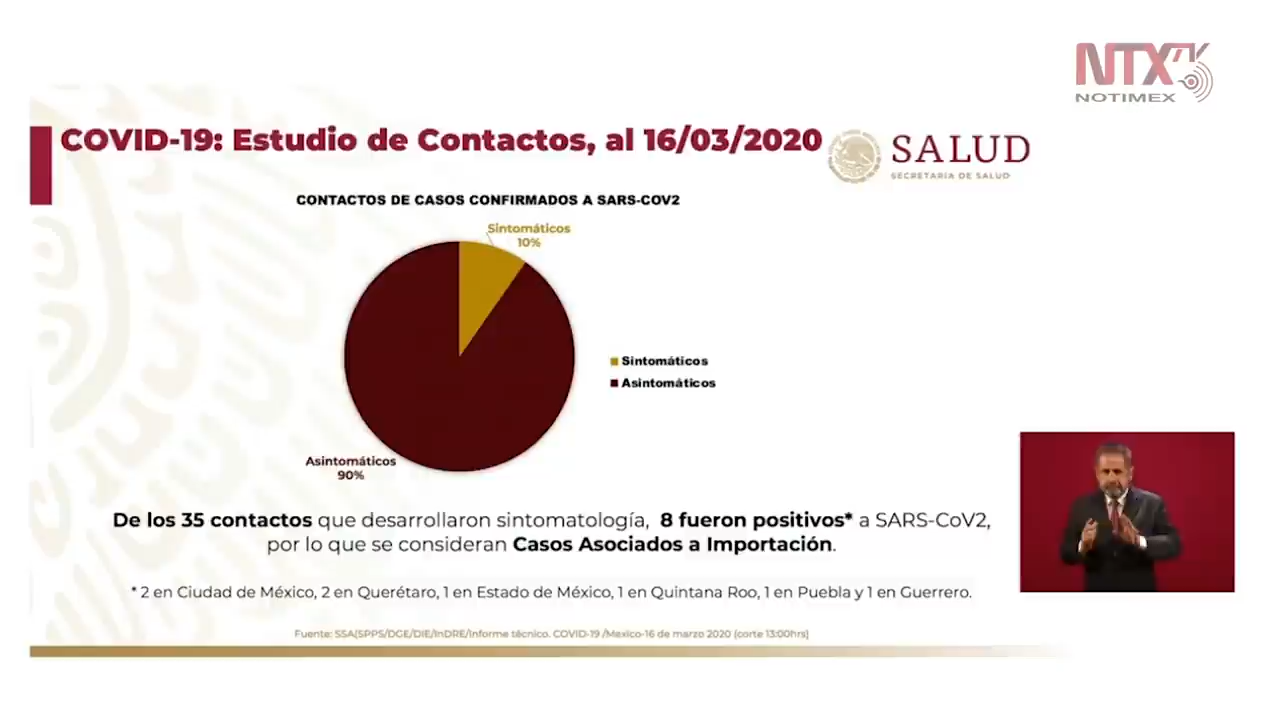 NTX
NOTIMEX
COVID-19: Estudio de Contactos, al 16/03/2020
SALUD
SECRETARÍA DE SALUD
CONTACTOS DE CASOS CONFIRMADOS A SARS-COV2
Sintomáticos
10%
Sintomáticos
Asintomáticos
Asintomáticos
90%
De los 35 contactos que desarrollaron sintomatología, 8 fueron positivos* a SARS-CoV2,
por lo que se consideran Casos Asociados a Importación.
* 2 en Ciudad de México, 2 en Querétaro, 1 en Estado de México, 1 en Quintana Roo, 1 en Puebla y 1 en Guerrero.
Fuente: SSA(SPPS/DGE/DIE/InDRE/Informe técnico. COVID-19 /Mexico-16 de marzo 2020 (corte 13:00hrs)